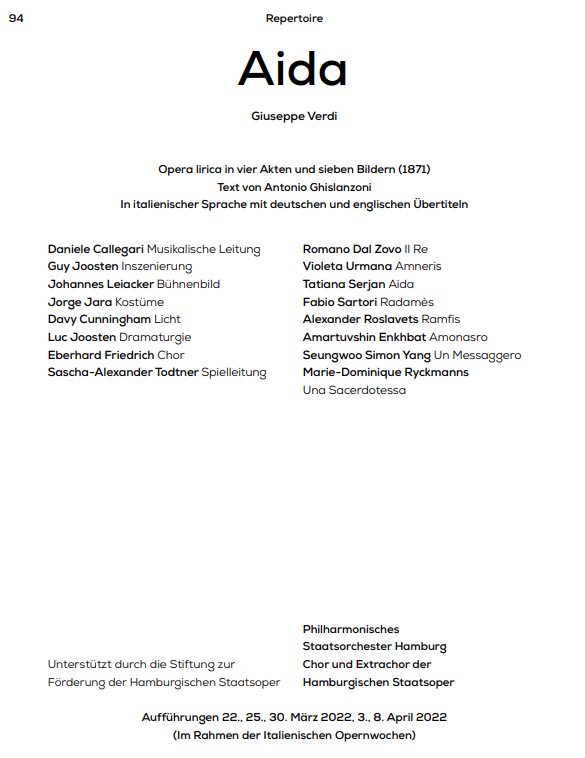 94
Repertoire
Aida
Giuseppe Verdi
Opera lirica in vier Akten und sieben Bildern (1871)
Text von Antonio Ghislanzoni
In italienischer Sprache mit deutschen und englischen Übertiteln
Daniele Callegari Musikalische Leitung
Guy Joosten Inszenierung
Johannes Leiacker Bühnenbild
Jorge Jara Kostüme
Davy Cunningham Licht
Luc Joosten Dramaturgie
Eberhard Friedrich Chor
Sascha-Alexander Todtner Spielleitung
Romano Dal Zovo Il Re
Violeta Urmana Amneris
Tatiana Serjan Aida
Fabio Sartori Radamès
Alexander Roslavets Ramfis
Amartuvshin Enkhbat Amonasro
Seungwoo Simon Yang Un Messaggero
Marie-Dominique Ryckmanns
Una Sacerdotessa
Unterstützt durch die Stiftung zur
Förderung der Hamburgischen Staatsoper
Philharmonisches
Staatsorchester Hamburg
Chor und Extrachor der
Hamburgischen Staatsoper
Aufführungen 22., 25., 30. März 2022, 3., 8. April 2022
(Im Rahmen der Italienischen Opernwochen)